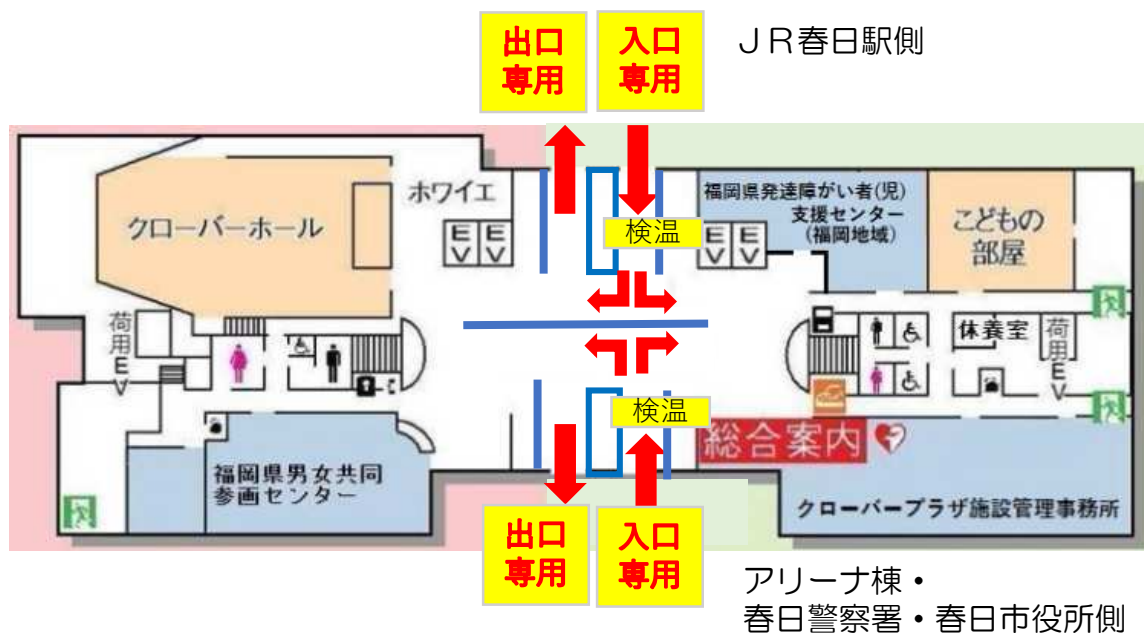 出口
専用
入口
専用
ＪＲ春日駅側
クローバーホール
ホワイエ
EV
EV
検温
EV
EV
福岡県発達障がい者(児)
支援センター
(福岡地域)
こどもの
部屋
荷用EV
休養室
荷用EV
検温
総合案内
福岡県男女共同
参画センター
クローバープラザ施設管理事務所
出口
専用
入口
専用
アリーナ棟・
春日警察署・春日市役所側